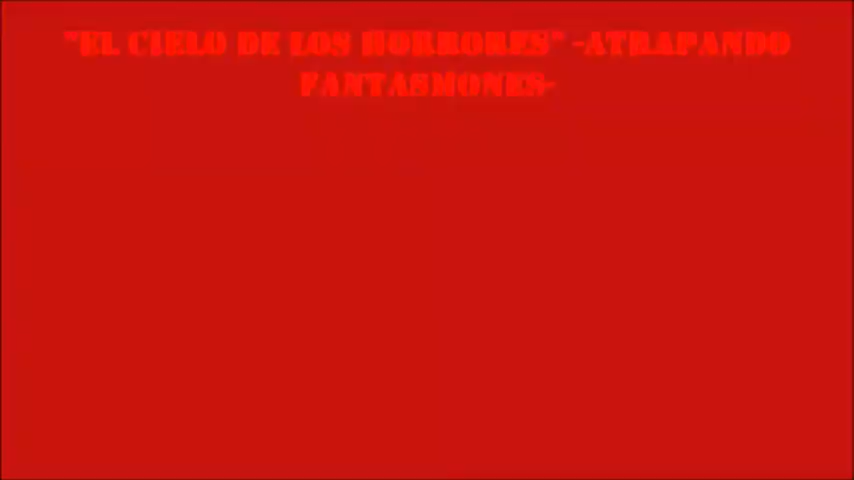 "EL CIELO DE LOS HORRORES" -ATRAPANDO
FANTASMONES-